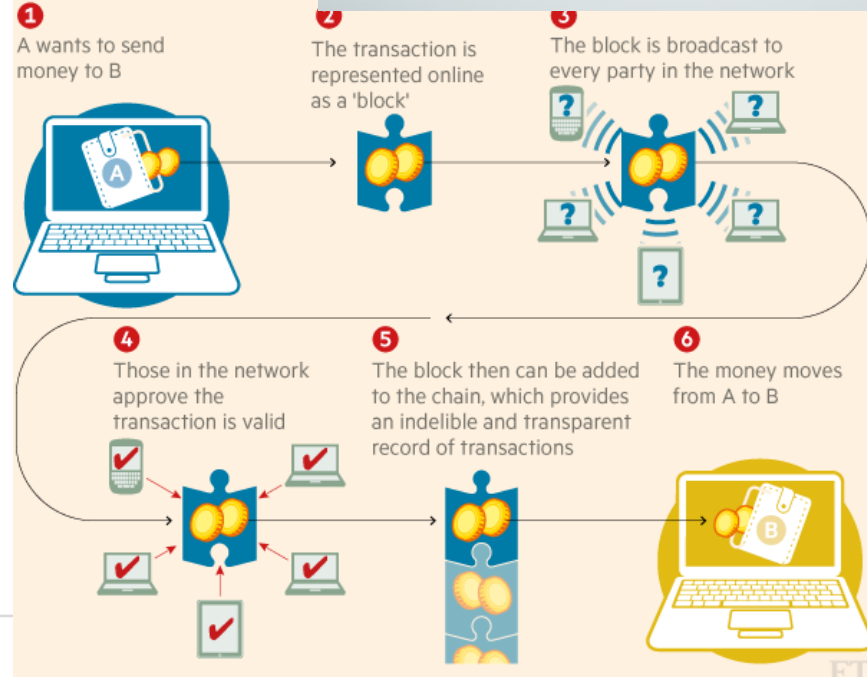 1
A wants to send
money to B
A
2
The transaction is
represented online
as a 'block'
3
The block is broadcast to
every party in the network
?
?
?
?
?
4
Those in the network
approve the
transaction is valid
5
The block then can be added
to the chain, which provides
an indelible and transparent
record of transactions
6
The money moves
from A to B
B
FT